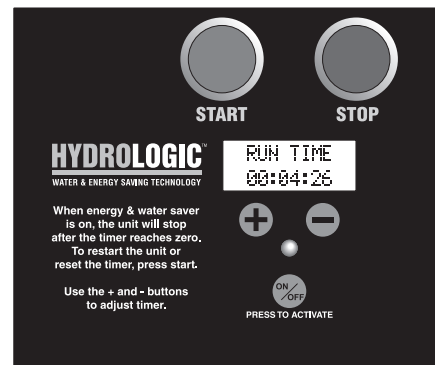 START
STOP
HYDROLOGIC™
WATER & ENERGY SAVING TECHNOLOGY
RUN TIME
00:04:26
When energy & water saver
is on, the unit will stop
after the timer reaches zero.
To restart the unit or
reset the timer, press start.
Use the + and - buttons
to adjust timer.
+
−
ON/OFF
PRESS TO ACTIVATE